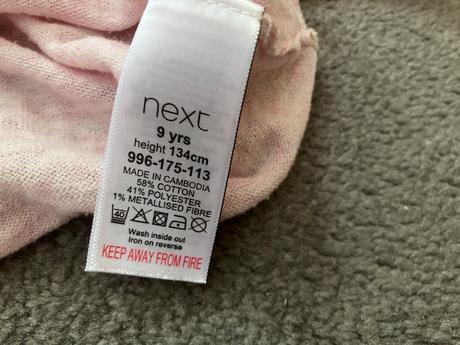 next
9 yrs
height 134cm
996-175-113
MADE IN CAMBODIA
58% COTTON
41% POLYESTER
1% METALLISED FIBRE
40
Wash inside out
Iron on reverse
KEEP AWAY FROM FIRE